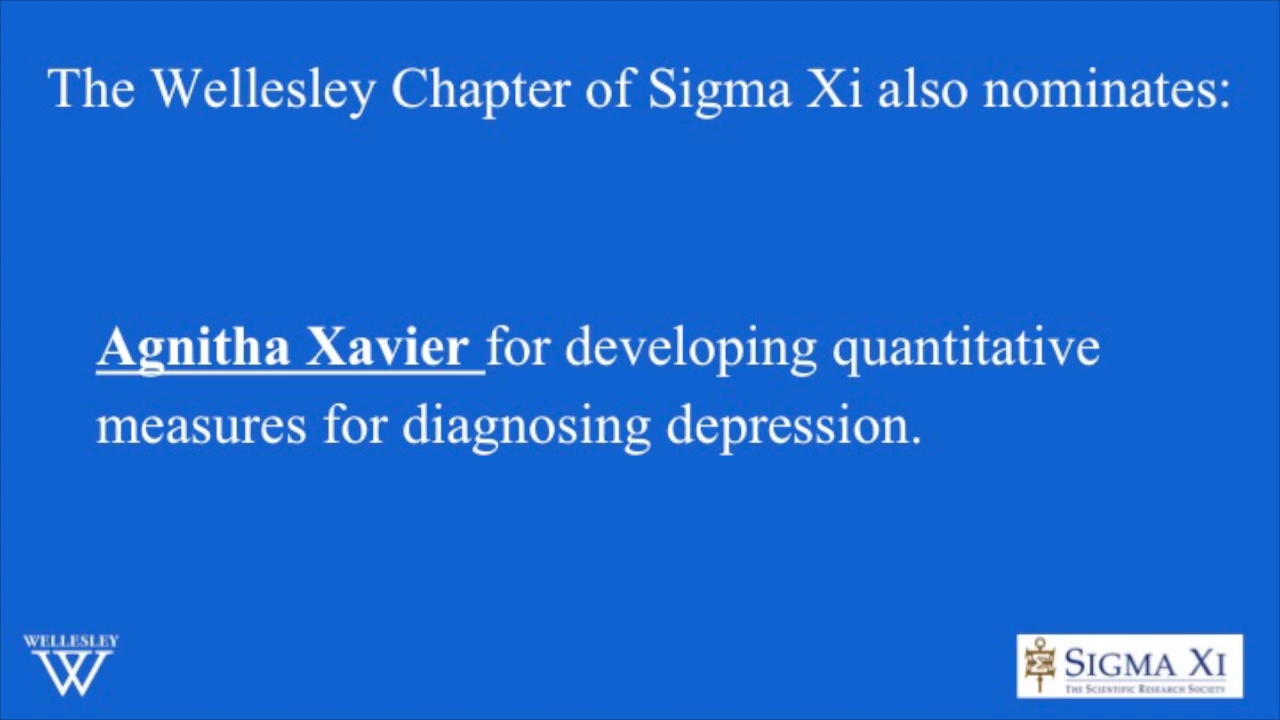 The Wellesley Chapter of Sigma Xi also nominates:
Agnitha Xavier for developing quantitative
measures for diagnosing depression.
WELLESLEY
W
SIGMA XI
THE SCIENTIFIC RESEARCH SOCIETY